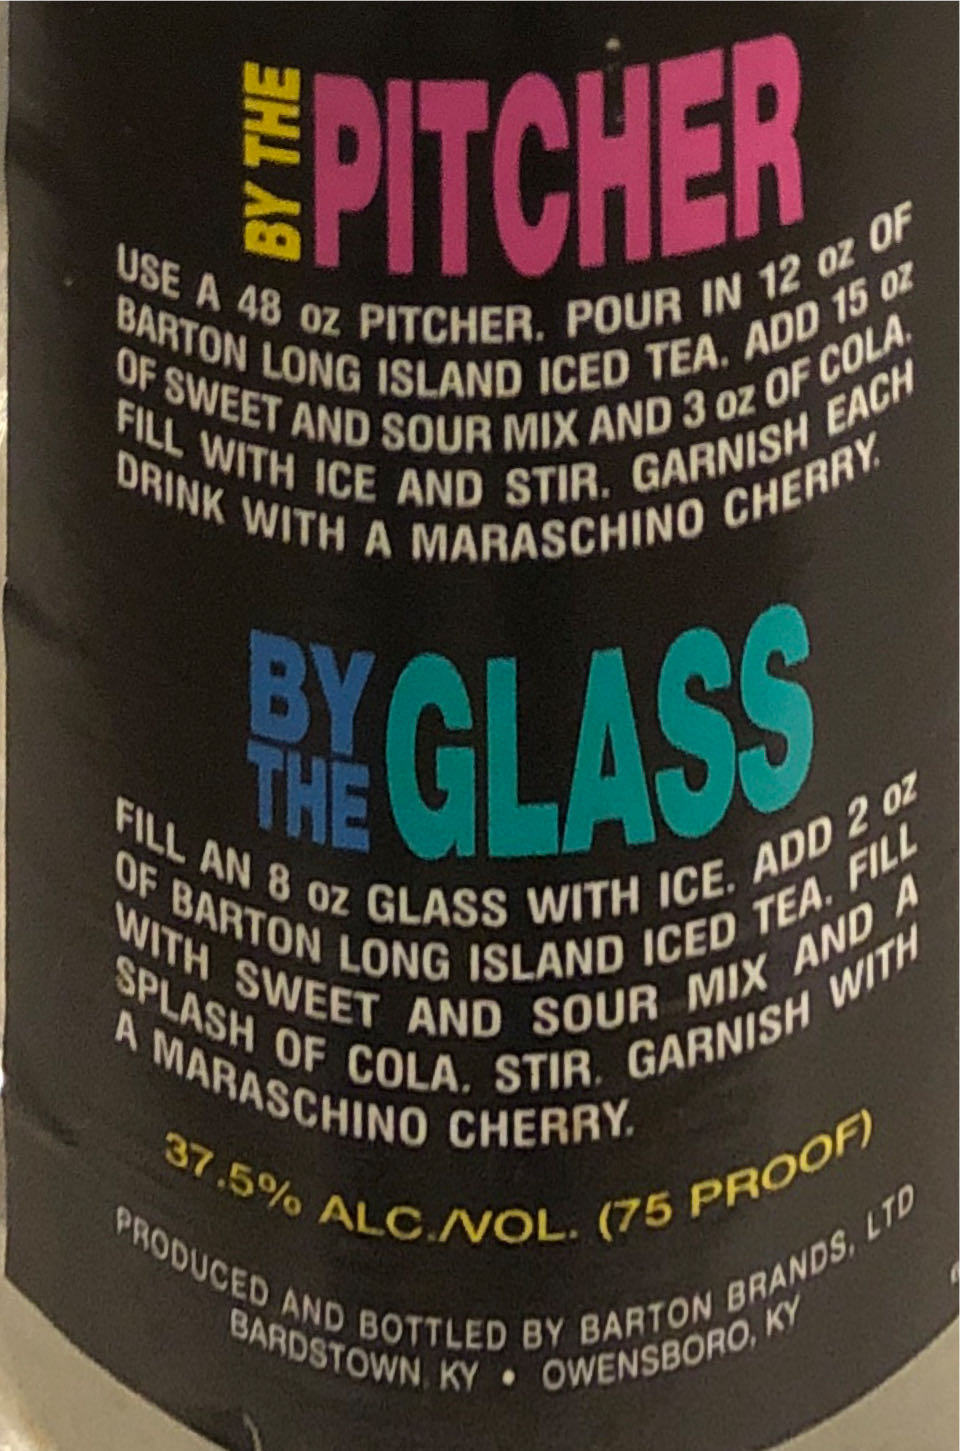 BY THE PITCHER
USE A 48 oz PITCHER. POUR IN 12 oz OF
BARTON LONG ISLAND ICED TEA. ADD 15 oz
OF SWEET AND SOUR MIX AND 3 oz OF COLA.
FILL WITH ICE AND STIR. GARNISH EACH
DRINK WITH A MARASCHINO CHERRY.
BY THE GLASS
FILL AN 8 oz GLASS WITH ICE. ADD 2 oz
OF BARTON LONG ISLAND ICED TEA. FILL
WITH SWEET AND SOUR MIX AND A
SPLASH OF COLA. STIR. GARNISH WITH
A MARASCHINO CHERRY.
37.5% ALC./VOL. (75 PROOF)
PRODUCED AND BOTTLED BY BARTON BRANDS, LTD
BARDSTOWN, KY • OWENSBORO, KY